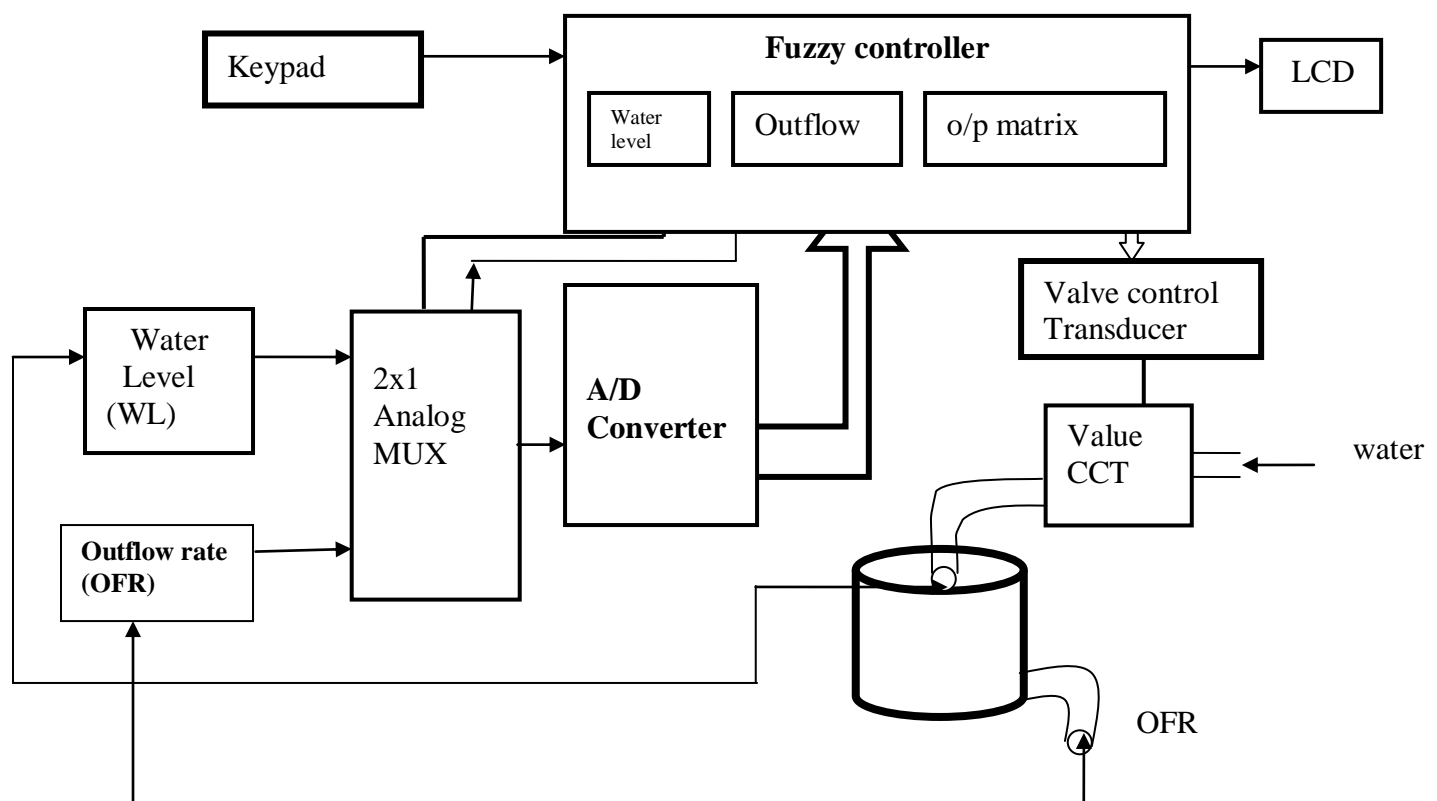 Fuzzy controller
Keypad
LCD
Water
level
Outflow
o/p matrix
Valve control
Transducer
Water
Level
(WL)
2x1
Analog
MUX
A/D
Converter
Value
CCT
water
Outflow rate
(OFR)
OFR